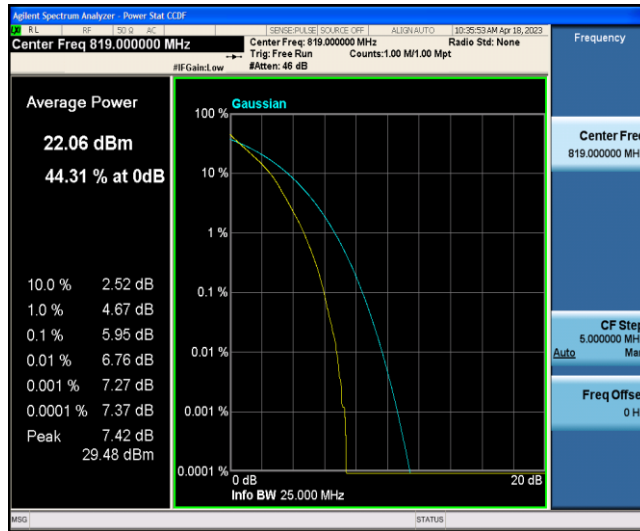 Agilent Spectrum Analyzer - Power Stat CCDF
RL RF 50 Ω AC SENSE:PULSE SOURCE OFF ALIGN AUTO 10:35:53 AM Apr 18, 2023
Center Freq 819.000000 MHz
Center Freq: 819.000000 MHz Radio Std: None
Trig: Free Run Counts:1.00 M/1.00 Mpt
#IFGain:Low #Atten: 46 dB
Frequency
Average Power
22.06 dBm
44.31 % at 0dB
10.0 % 2.52 dB
1.0 % 4.67 dB
0.1 % 5.95 dB
0.01 % 6.76 dB
0.001 % 7.27 dB
0.0001 % 7.37 dB
Peak 7.42 dB
29.48 dBm
Gaussian
100 %
10 %
1 %
0.1 %
0.01 %
0.001 %
0.0001 %
0 dB 20 dB
Info BW 25.000 MHz
Center Freq
819.000000 MH
CF Step
5.000000 MH
Auto Ma
Freq Offse
0 H
MSG STATUS